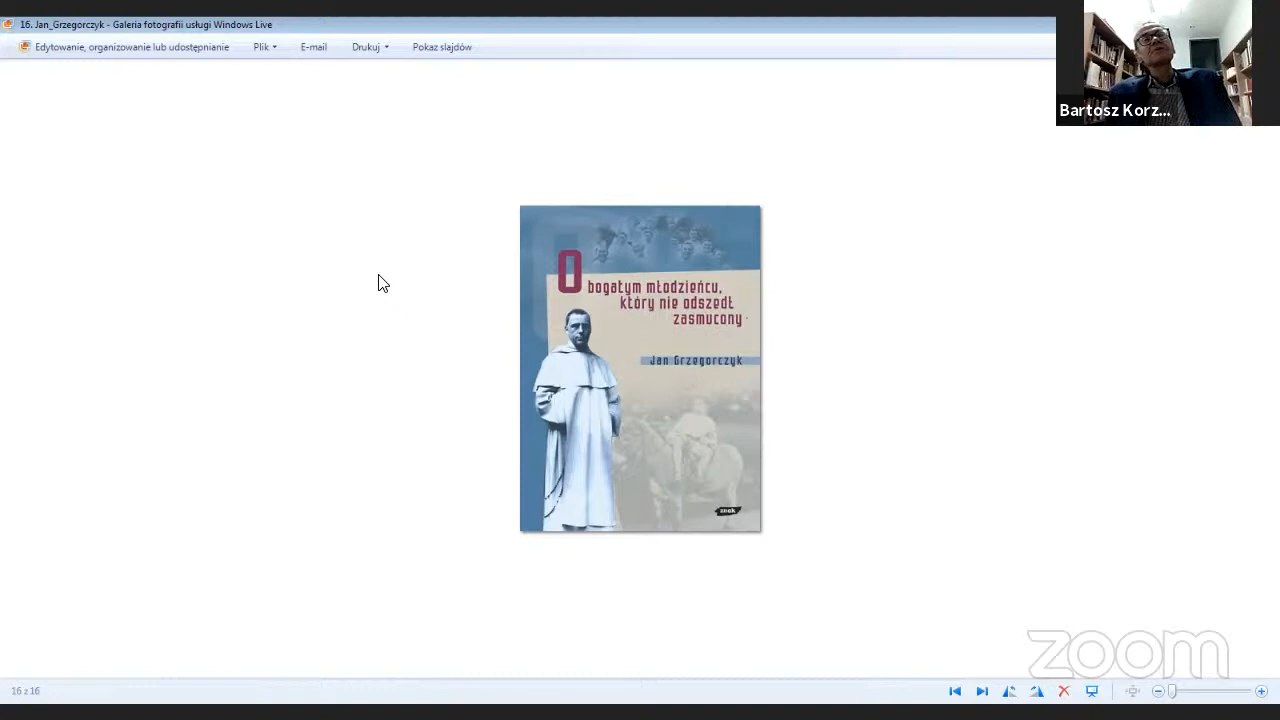 16. Jan_Grzegorczyk - Galeria fotografii usługi Windows Live
Edytowanie, organizowanie lub udostępnianie Plik E-mail Drukuj Pokaz slajdów
Bartosz Korz...
O bogatym młodzieńcu,
który nie odszedł
zasmucony
Jan Grzegorczyk
znak
zoom
16 z 16